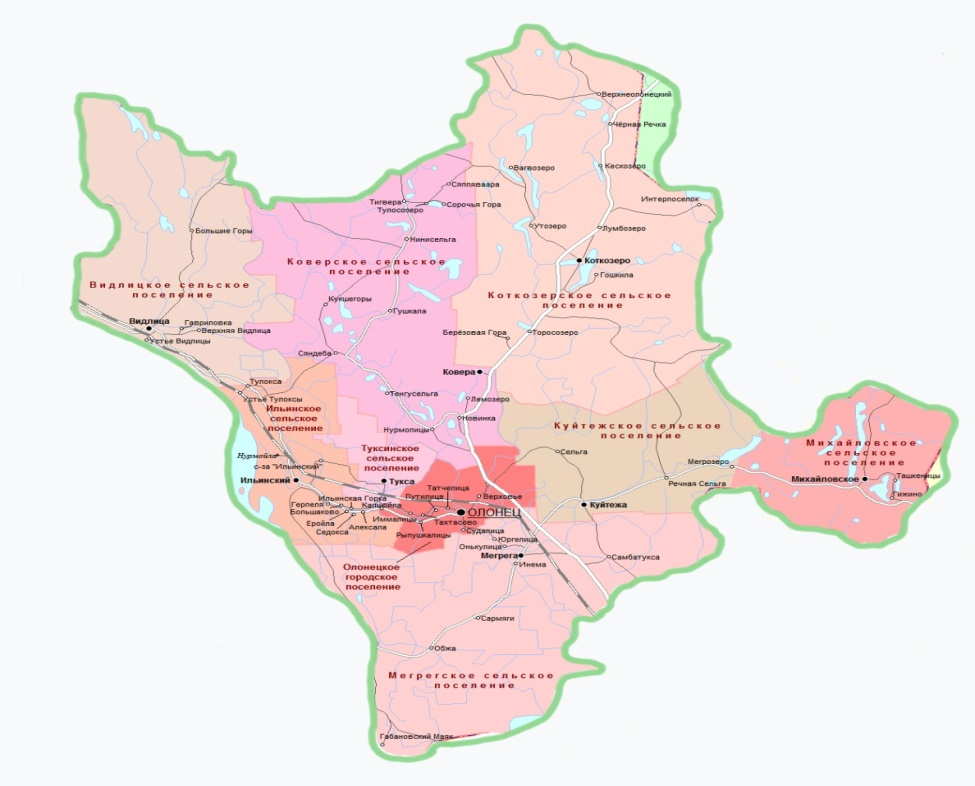 Верхнеолонецкий
Чёрная Речка
Вагвозеро
Кескозеро
Сяппяваара
Интерпоселок
Тигвера
Сорочья Гора
Тулосозеро
Утозеро
Лумбозеро
Большие Горы
Нинисельга
Коверское сельское
поселение
Коткозеро
Гошкила
Видлицкое сельское
поселение
Коткозерское сельское
поселение
Кукшегоры
Гушкала
Видлица
Гавриловка
Верхняя Видлица
Устье Видлицы
Берёзовая Гора
Торосозеро
Сяндеба
Ковера
Тулокса
Устье Тулоксы
Тенгусельга
Лемозеро
Ильинское
сельское
поселение
Новинка
Нурмолицы
Куйтежское сельское
поселение
Михайловское
сельское
поселение
Туксинское
сельское
поселение
Нурмойла
с-за "Ильинский"
Сельга
Мегрозеро
Ильинский
Тукса
Речная Сельга
Михайловское
Ташкеницы
Гижино
Татчелица
Путилица
Верховье
Ильинская Горка
Герпеля
Капшойла
Большаково
Куйтежа
ОЛОНЕЦ
Иммалицы
Тахтасово
Еройла
Алексала
Седокса
Рыпушкалицы
Судалица
Юргелица
Онькулица
Мегрега
Самбатукса
Инема
Олонецкое
городское
поселение
Сармяги
Обжа
Мегрегское сельское
поселение
Габановский Маяк